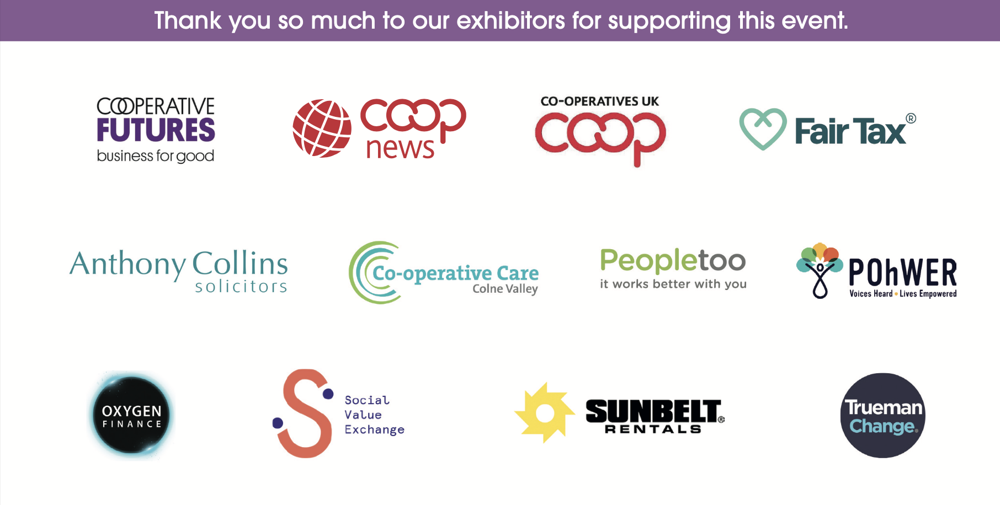 Thank you so much to our exhibitors for supporting this event.
COOPERATIVE
FUTURES
business for good
coop
news
CO-OPERATIVES UK
coop
Fair Tax®
Anthony Collins
solicitors
Co-operative Care
Colne Valley
Peopletoo
it works better with you
POhWER
Voices Heard • Lives Empowered
OXYGEN
FINANCE
S
Social
Value
Exchange
SUNBELT®
RENTALS
Trueman
Change.